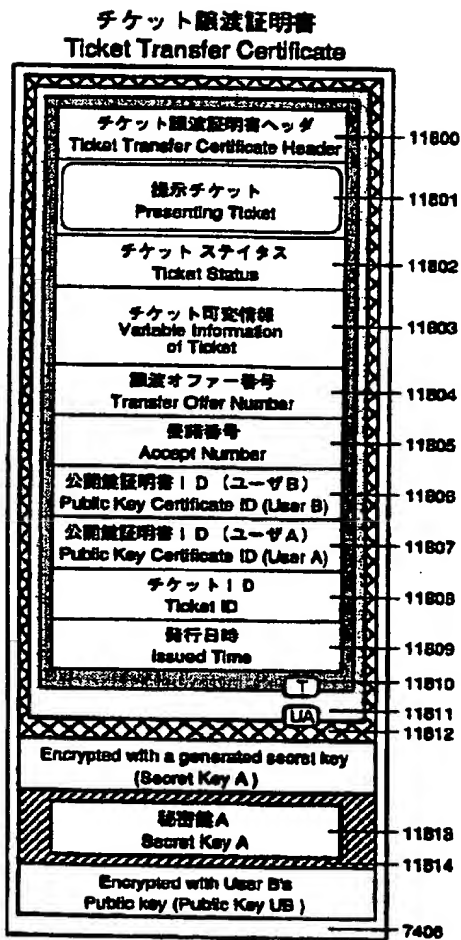 チケット譲渡証明書
Ticket Transfer Certificate
チケット譲渡証明書ヘッダ
Ticket Transfer Certificate Header
11800
提示チケット
Presenting Ticket
11801
チケット ステイタス
Ticket Status
11802
チケット可変情報
Variable Information
of Ticket
11803
譲渡オファー番号
Transfer Offer Number
11804
受諾番号
Accept Number
11805
公開鍵証明書ID（ユーザB）
Public Key Certificate ID (User B)
11806
公開鍵証明書ID（ユーザA）
Public Key Certificate ID (User A)
11807
チケットID
Ticket ID
11808
発行日時
Issued Time
11809
T
11810
UA
11811
11812
Encrypted with a generated secret key
(Secret Key A )
秘密鍵A
Secret Key A
11813
11814
Encrypted with User B's
Public key (Public Key UB )
7406